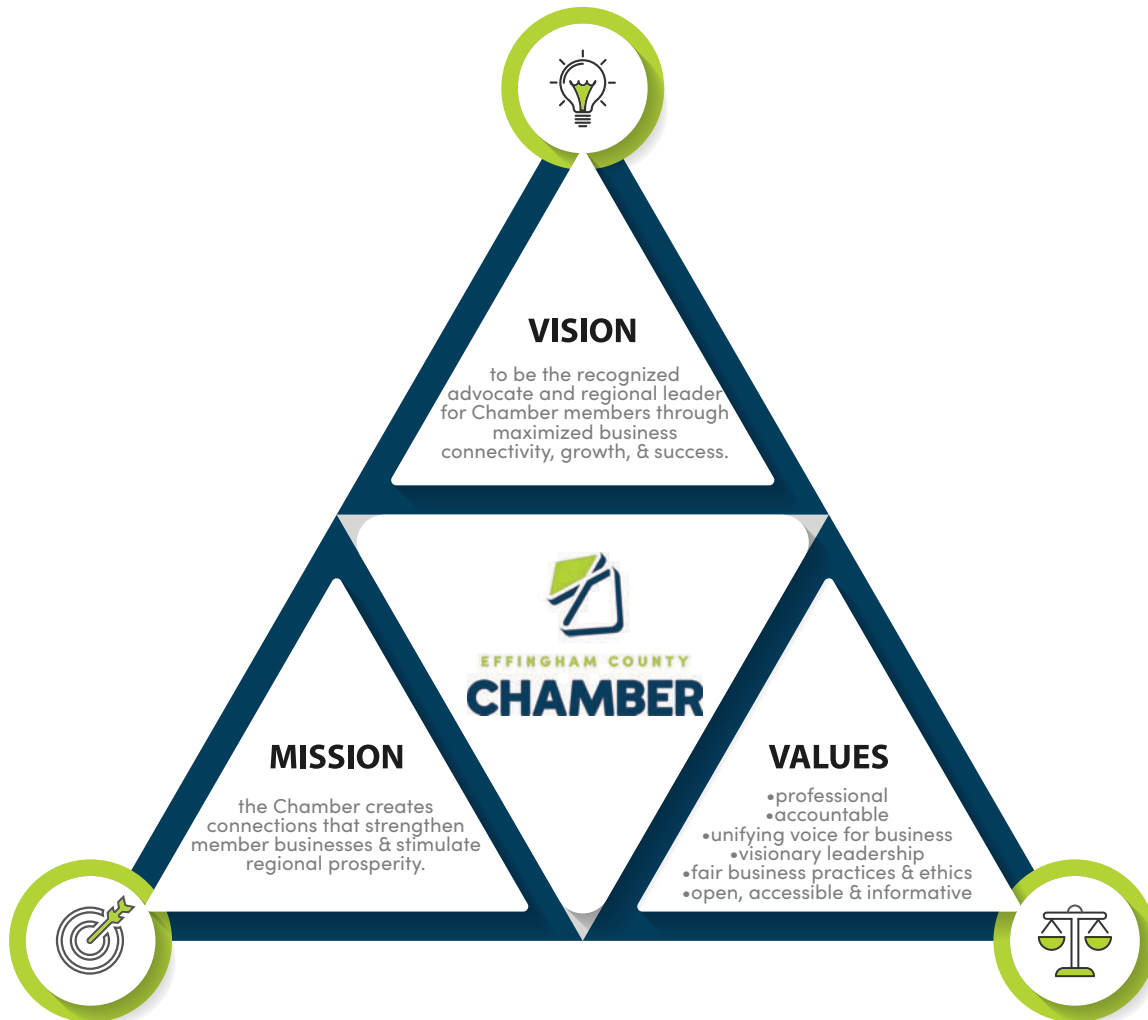 VISION
to be the recognized
advocate and regional leader
for Chamber members through
maximized business
connectivity, growth, & success.
EFFINGHAM COUNTY
CHAMBER
MISSION
the Chamber creates
connections that strengthen
member businesses & stimulate
regional prosperity.
VALUES
•professional
•accountable
•unifying voice for business
•visionary leadership
•fair business practices & ethics
•open, accessible & informative